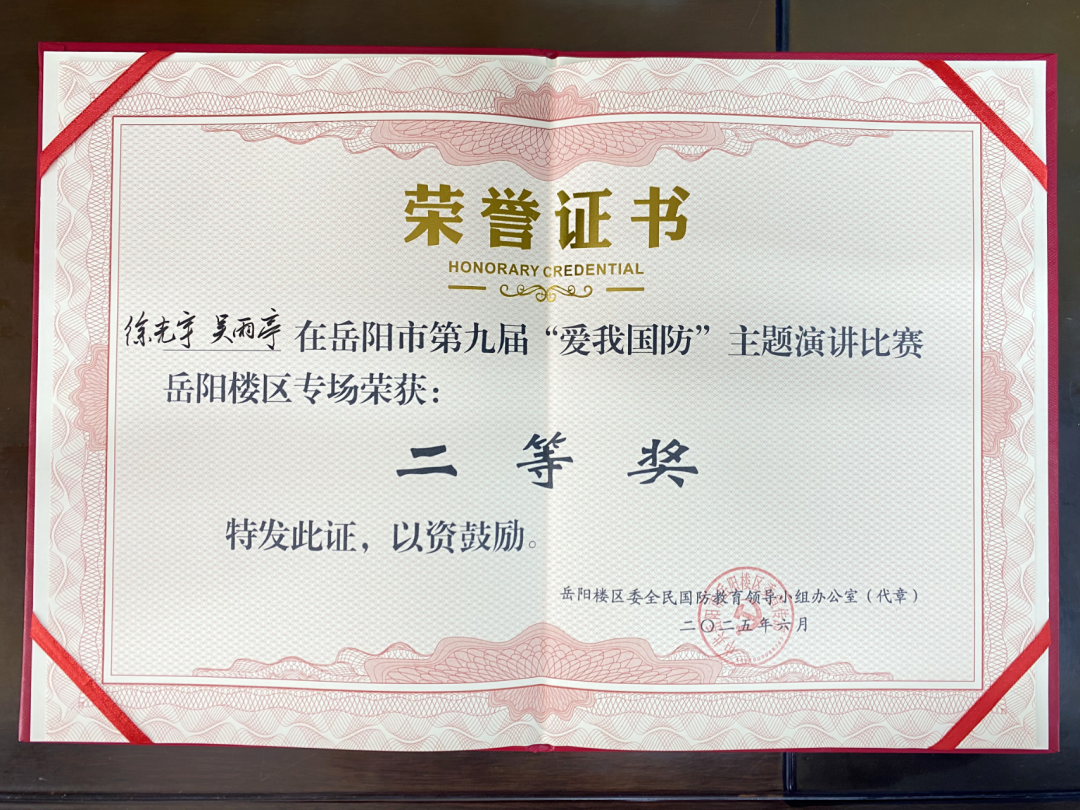 荣誉证书
HONORARY CREDENTIAL
徐光宇 吴雨亭 在岳阳市第九届“爱我国防”主题演讲比赛
岳阳楼区专场荣获：
二等奖
特发此证，以资鼓励。
岳阳楼区委全民国防教育领导小组办公室（代章）
二〇二五年六月